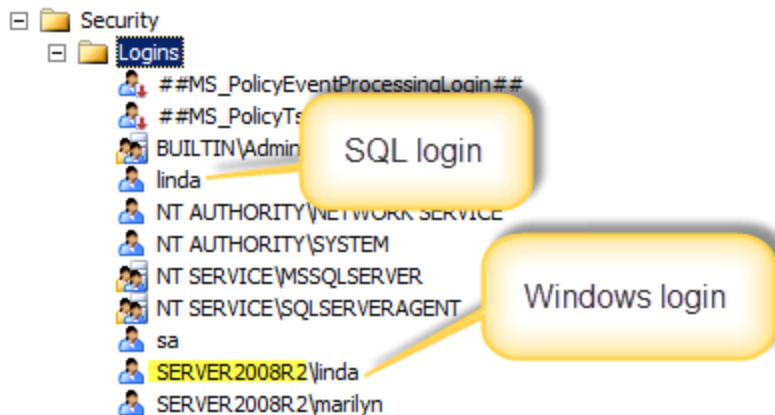 Security
Logins
##MS_PolicyEventProcessingLogin##
##MS_PolicyTs
BUILTIN\Admin
SQL login
linda
NT AUTHORITY\NETWORK SERVICE
NT AUTHORITY\SYSTEM
NT SERVICE\MSSQLSERVER
NT SERVICE\SQLSERVERAGENT
Windows login
sa
SERVER2008R2\linda
SERVER2008R2\marilyn